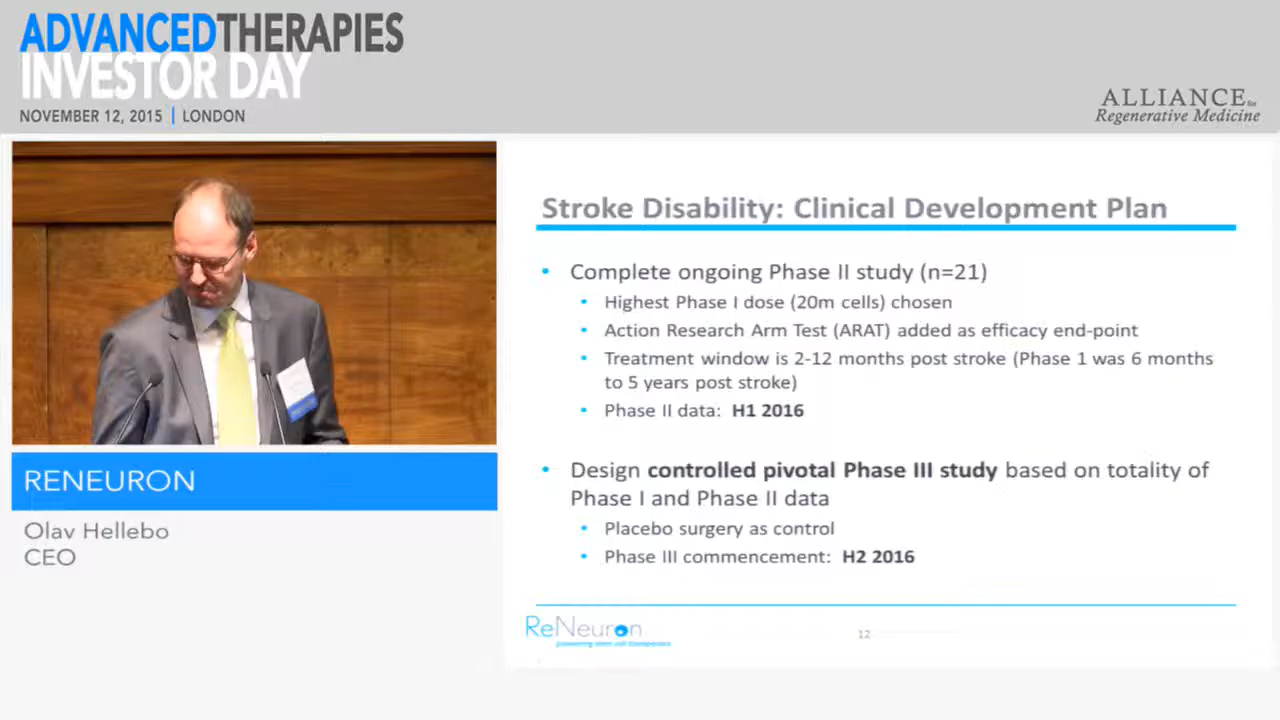 ADVANCEDTHERAPIES
INVESTOR DAY
NOVEMBER 12, 2015 | LONDON
ALLIANCE for
Regenerative Medicine
Stroke Disability: Clinical Development Plan
• Complete ongoing Phase II study (n=21)
• Highest Phase I dose (20m cells) chosen
• Action Research Arm Test (ARAT) added as efficacy end-point
• Treatment window is 2-12 months post stroke (Phase 1 was 6 months
to 5 years post stroke)
• Phase II data: H1 2016
• Design controlled pivotal Phase III study based on totality of
Phase I and Phase II data
• Placebo surgery as control
• Phase III commencement: H2 2016
ReNeuron
12
RENEURON
Olav Hellebo
CEO